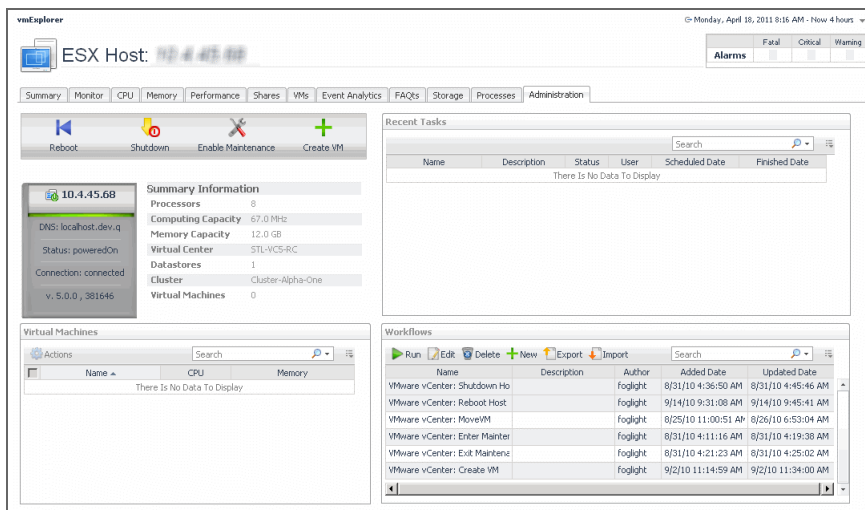 vmExplorer
Monday, April 18, 2011 8:16 AM - Now 4 hours
ESX Host:
Fatal Critical Warning
Alarms
Summary Monitor CPU Memory Performance Shares VMs Event Analytics FAQts Storage Processes Administration
Reboot Shutdown Enable Maintenance Create VM
10.4.45.68
DNS: localhost.dev.q
Status: poweredOn
Connection: connected
v. 5.0.0 , 381646
Summary Information
Processors 8
Computing Capacity 67.0 MHz
Memory Capacity 12.0 GB
Virtual Center STL-VC5-RC
Datastores 1
Cluster Cluster-Alpha-One
Virtual Machines 0
Recent Tasks
Search
Name Description Status User Scheduled Date Finished Date
There Is No Data To Display
Virtual Machines
Actions Search
Name CPU Memory
There Is No Data To Display
Workflows
Run Edit Delete New Export Import Search
Name Description Author Added Date Updated Date
VMware vCenter: Shutdown Ho foglight 8/31/10 4:36:50 AM 8/31/10 4:45:46 AM
VMware vCenter: Reboot Host foglight 9/14/10 9:31:08 AM 9/14/10 9:45:41 AM
VMware vCenter: MoveVM foglight 8/25/10 11:00:51 AM 8/26/10 6:53:04 AM
VMware vCenter: Enter Mainter foglight 8/31/10 4:11:16 AM 8/31/10 4:19:38 AM
VMware vCenter: Exit Maintena foglight 8/31/10 4:21:23 AM 8/31/10 4:25:02 AM
VMware vCenter: Create VM foglight 9/2/10 11:14:59 AM 9/2/10 11:34:00 AM